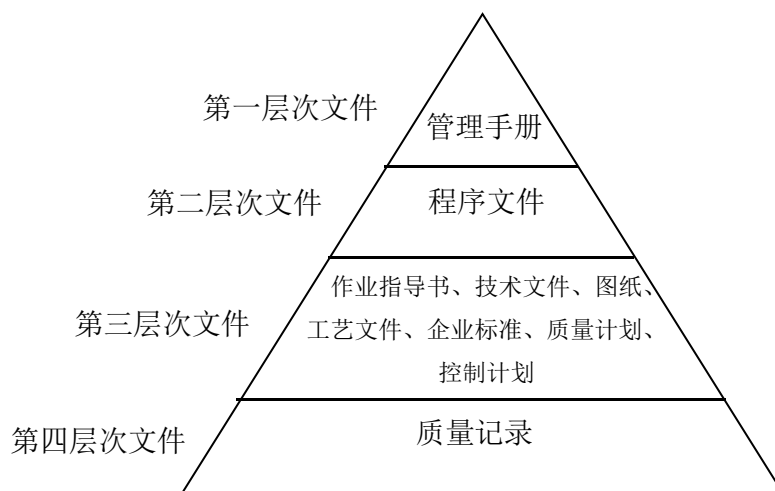 第一层次文件
管理手册
第二层次文件
程序文件
第三层次文件
作业指导书、技术文件、图纸、
工艺文件、企业标准、质量计划、
控制计划
第四层次文件
质量记录